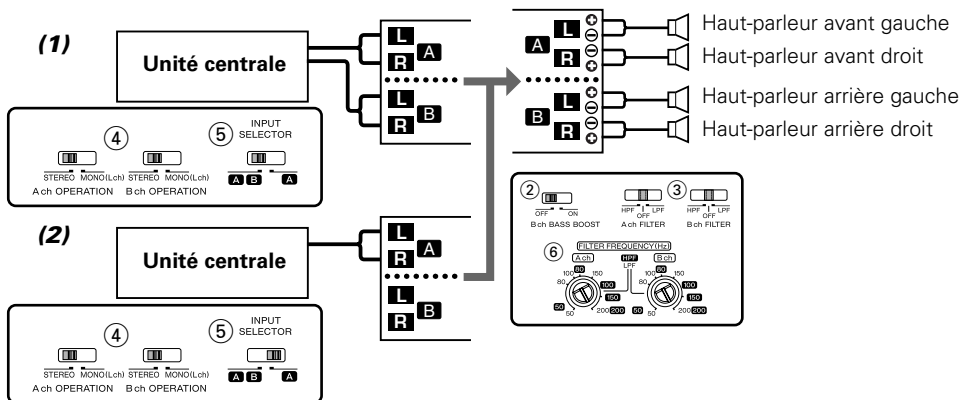 (1)
Unité centrale
L
R
A
L
R
B
④
⑤
INPUT
SELECTOR
STEREO MONO(Lch) STEREO MONO(Lch) A B A
A ch OPERATION B ch OPERATION
(2)
Unité centrale
L
R
A
L
R
B
④
⑤
INPUT
SELECTOR
STEREO MONO(Lch) STEREO MONO(Lch) A B A
A ch OPERATION B ch OPERATION
A
L
R
⊕
⊖
⊖
⊕
B
L
R
⊕
⊖
⊖
⊕
Haut-parleur avant gauche
Haut-parleur avant droit
Haut-parleur arrière gauche
Haut-parleur arrière droit
②
③
OFF ON
B ch BASS BOOST
HPF LPF
OFF
A ch FILTER
HPF LPF
OFF
B ch FILTER
⑥
FILTER FREQUENCY(Hz)
A ch
HPF
LPF
B ch
80
100 150
80 100
150
50 50 200 200
80
100 150
80 100
150
50 50 200 200